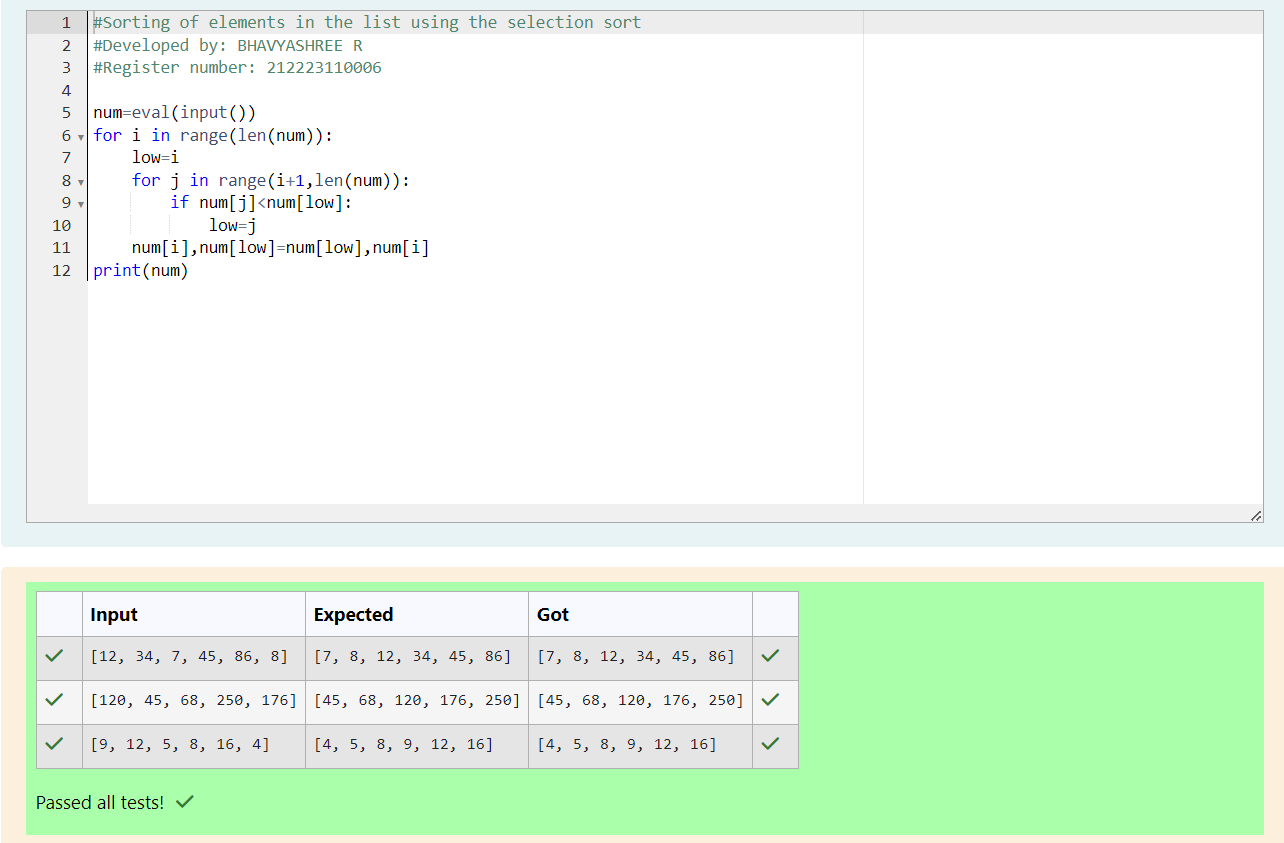 1 #Sorting of elements in the list using the selection sort
2 #Developed by: BHAVYASHREE R
3 #Register number: 212223110006
4
5 num=eval(input())
6 for i in range(len(num)):
7     low=i
8     for j in range(i+1,len(num)):
9         if num[j]<num[low]:
10             low=j
11     num[i],num[low]=num[low],num[i]
12 print(num)
Input Expected Got
[12, 34, 7, 45, 86, 8] [7, 8, 12, 34, 45, 86] [7, 8, 12, 34, 45, 86]
[120, 45, 68, 250, 176] [45, 68, 120, 176, 250] [45, 68, 120, 176, 250]
[9, 12, 5, 8, 16, 4] [4, 5, 8, 9, 12, 16] [4, 5, 8, 9, 12, 16]
Passed all tests!